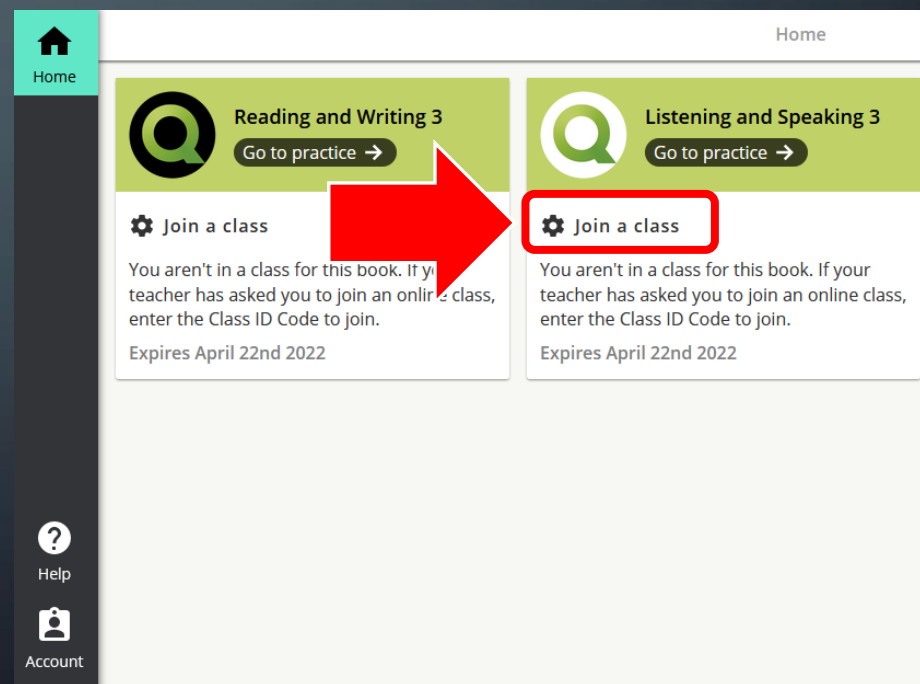 Home
Home
Reading and Writing 3
Go to practice →
Join a class
You aren't in a class for this book. If
teacher has asked you to join an online class,
enter the Class ID Code to join.
Expires April 22nd 2022
Listening and Speaking 3
Go to practice →
Join a class
You aren't in a class for this book. If your
teacher has asked you to join an online class,
enter the Class ID Code to join.
Expires April 22nd 2022
Help
Account